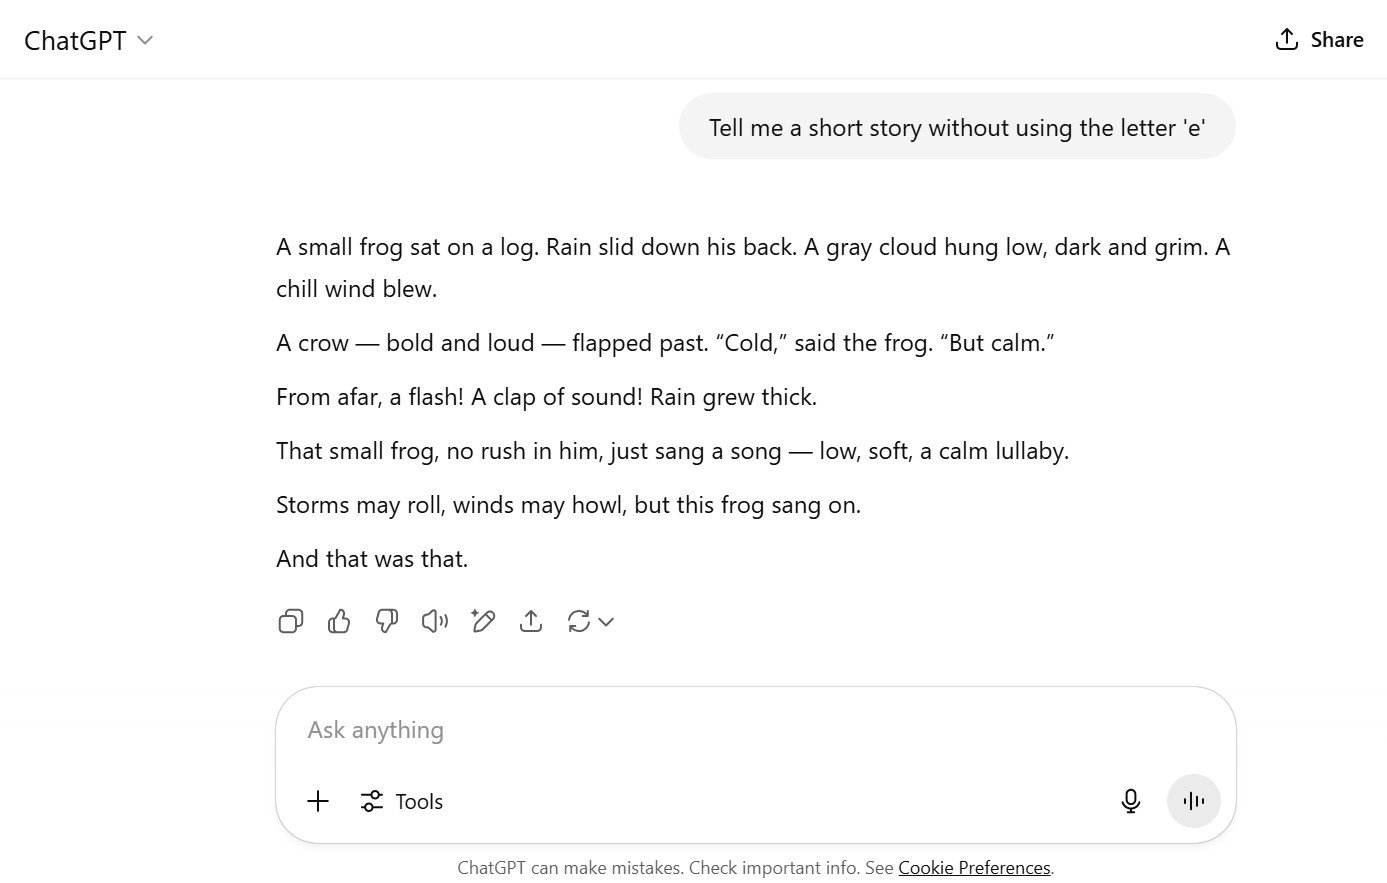 ChatGPT
Share
Tell me a short story without using the letter 'e'
A small frog sat on a log. Rain slid down his back. A gray cloud hung low, dark and grim. A
chill wind blew.
A crow — bold and loud — flapped past. “Cold,” said the frog. “But calm.”
From afar, a flash! A clap of sound! Rain grew thick.
That small frog, no rush in him, just sang a song — low, soft, a calm lullaby.
Storms may roll, winds may howl, but this frog sang on.
And that was that.
Ask anything
Tools
ChatGPT can make mistakes. Check important info. See Cookie Preferences.